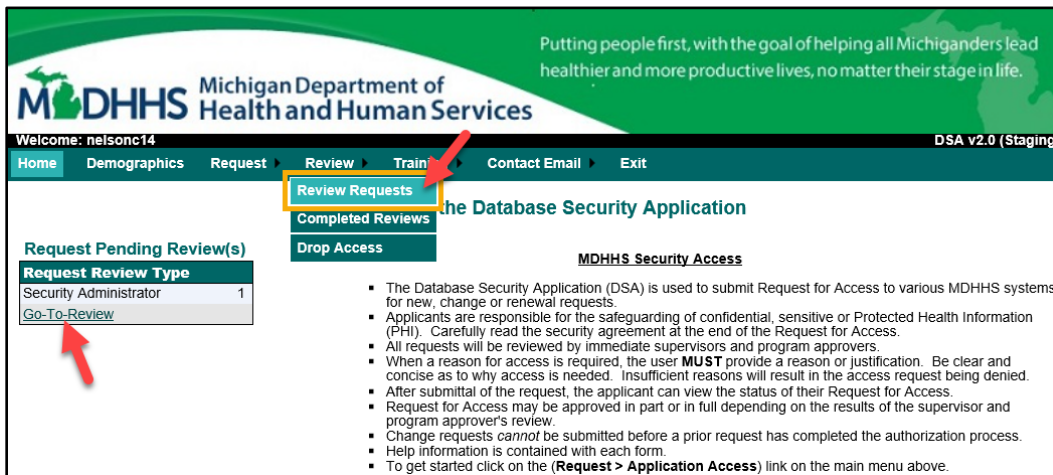 Putting people first, with the goal of helping all Michiganders lead
healthier and more productive lives, no matter their stage in life.
MDHHS Michigan Department of
Health and Human Services
Welcome: nelsonc14
DSA v2.0 (Staging
Home Demographics Request Review Contact Email Exit
Review Requests
Completed Reviews
Drop Access
the Database Security Application
Request Pending Review(s)
Request Review Type
Security Administrator 1
Go-To-Review
MDHHS Security Access
▪ The Database Security Application (DSA) is used to submit Request for Access to various MDHHS systems
for new, change or renewal requests.
▪ Applicants are responsible for the safeguarding of confidential, sensitive or Protected Health Information
(PHI). Carefully read the security agreement at the end of the Request for Access.
▪ All requests will be reviewed by immediate supervisors and program approvers.
▪ When a reason for access is required, the user MUST provide a reason or justification. Be clear and
concise as to why access is needed. Insufficient reasons will result in the access request being denied.
▪ After submittal of the request, the applicant can view the status of their Request for Access.
▪ Request for Access may be approved in part or in full depending on the results of the supervisor and
program approver's review.
▪ Change requests cannot be submitted before a prior request has completed the authorization process.
▪ Help information is contained with each form.
▪ To get started click on the (Request > Application Access) link on the main menu above.